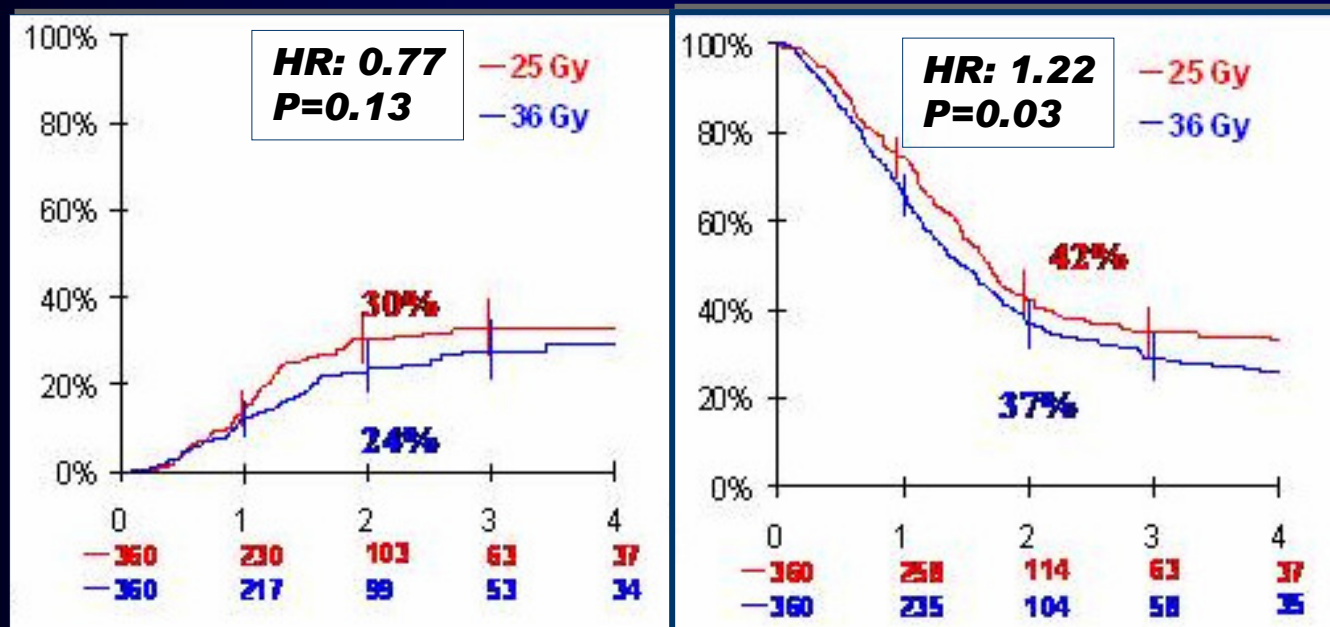 100%
80%
60%
40%
20%
0%
HR: 0.77
P=0.13
25 Gy
36 Gy
30%
24%
0 1 2 3 4
360 230 103 63 37
360 217 99 53 34
100%
80%
60%
40%
20%
0%
HR: 1.22
P=0.03
25 Gy
36 Gy
42%
37%
0 1 2 3 4
360 258 114 63 37
360 235 104 58 35